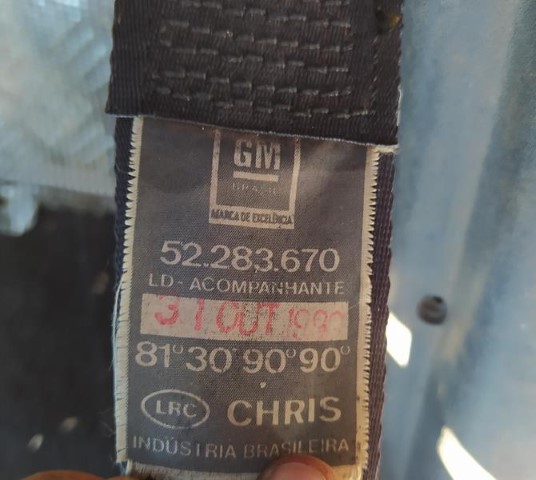 GM
BRASIL
MARCA DE EXCELÊNCIA
52.283.670
LD-ACOMPANHANTE
31 OUT
81°30°90°90°
LRC CHRIS
INDÚSTRIA BRASILEIRA